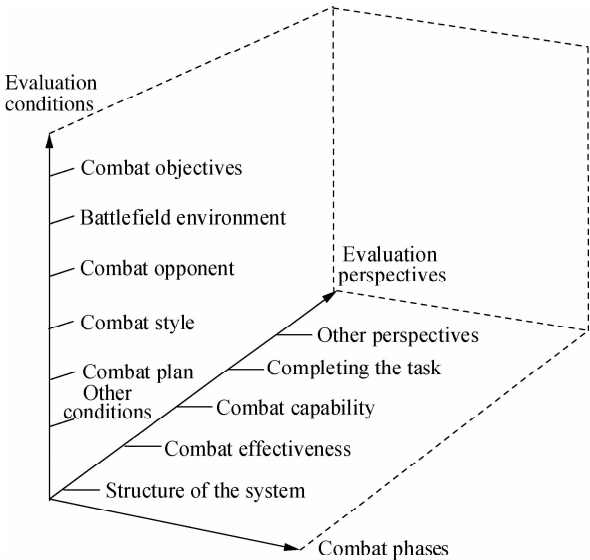 Evaluation
conditions
Combat objectives
Battlefield environment
Combat opponent
Combat style
Combat plan
Other
conditions
Evaluation
perspectives
Other perspectives
Completing the task
Combat capability
Combat effectiveness
Structure of the system
Combat phases